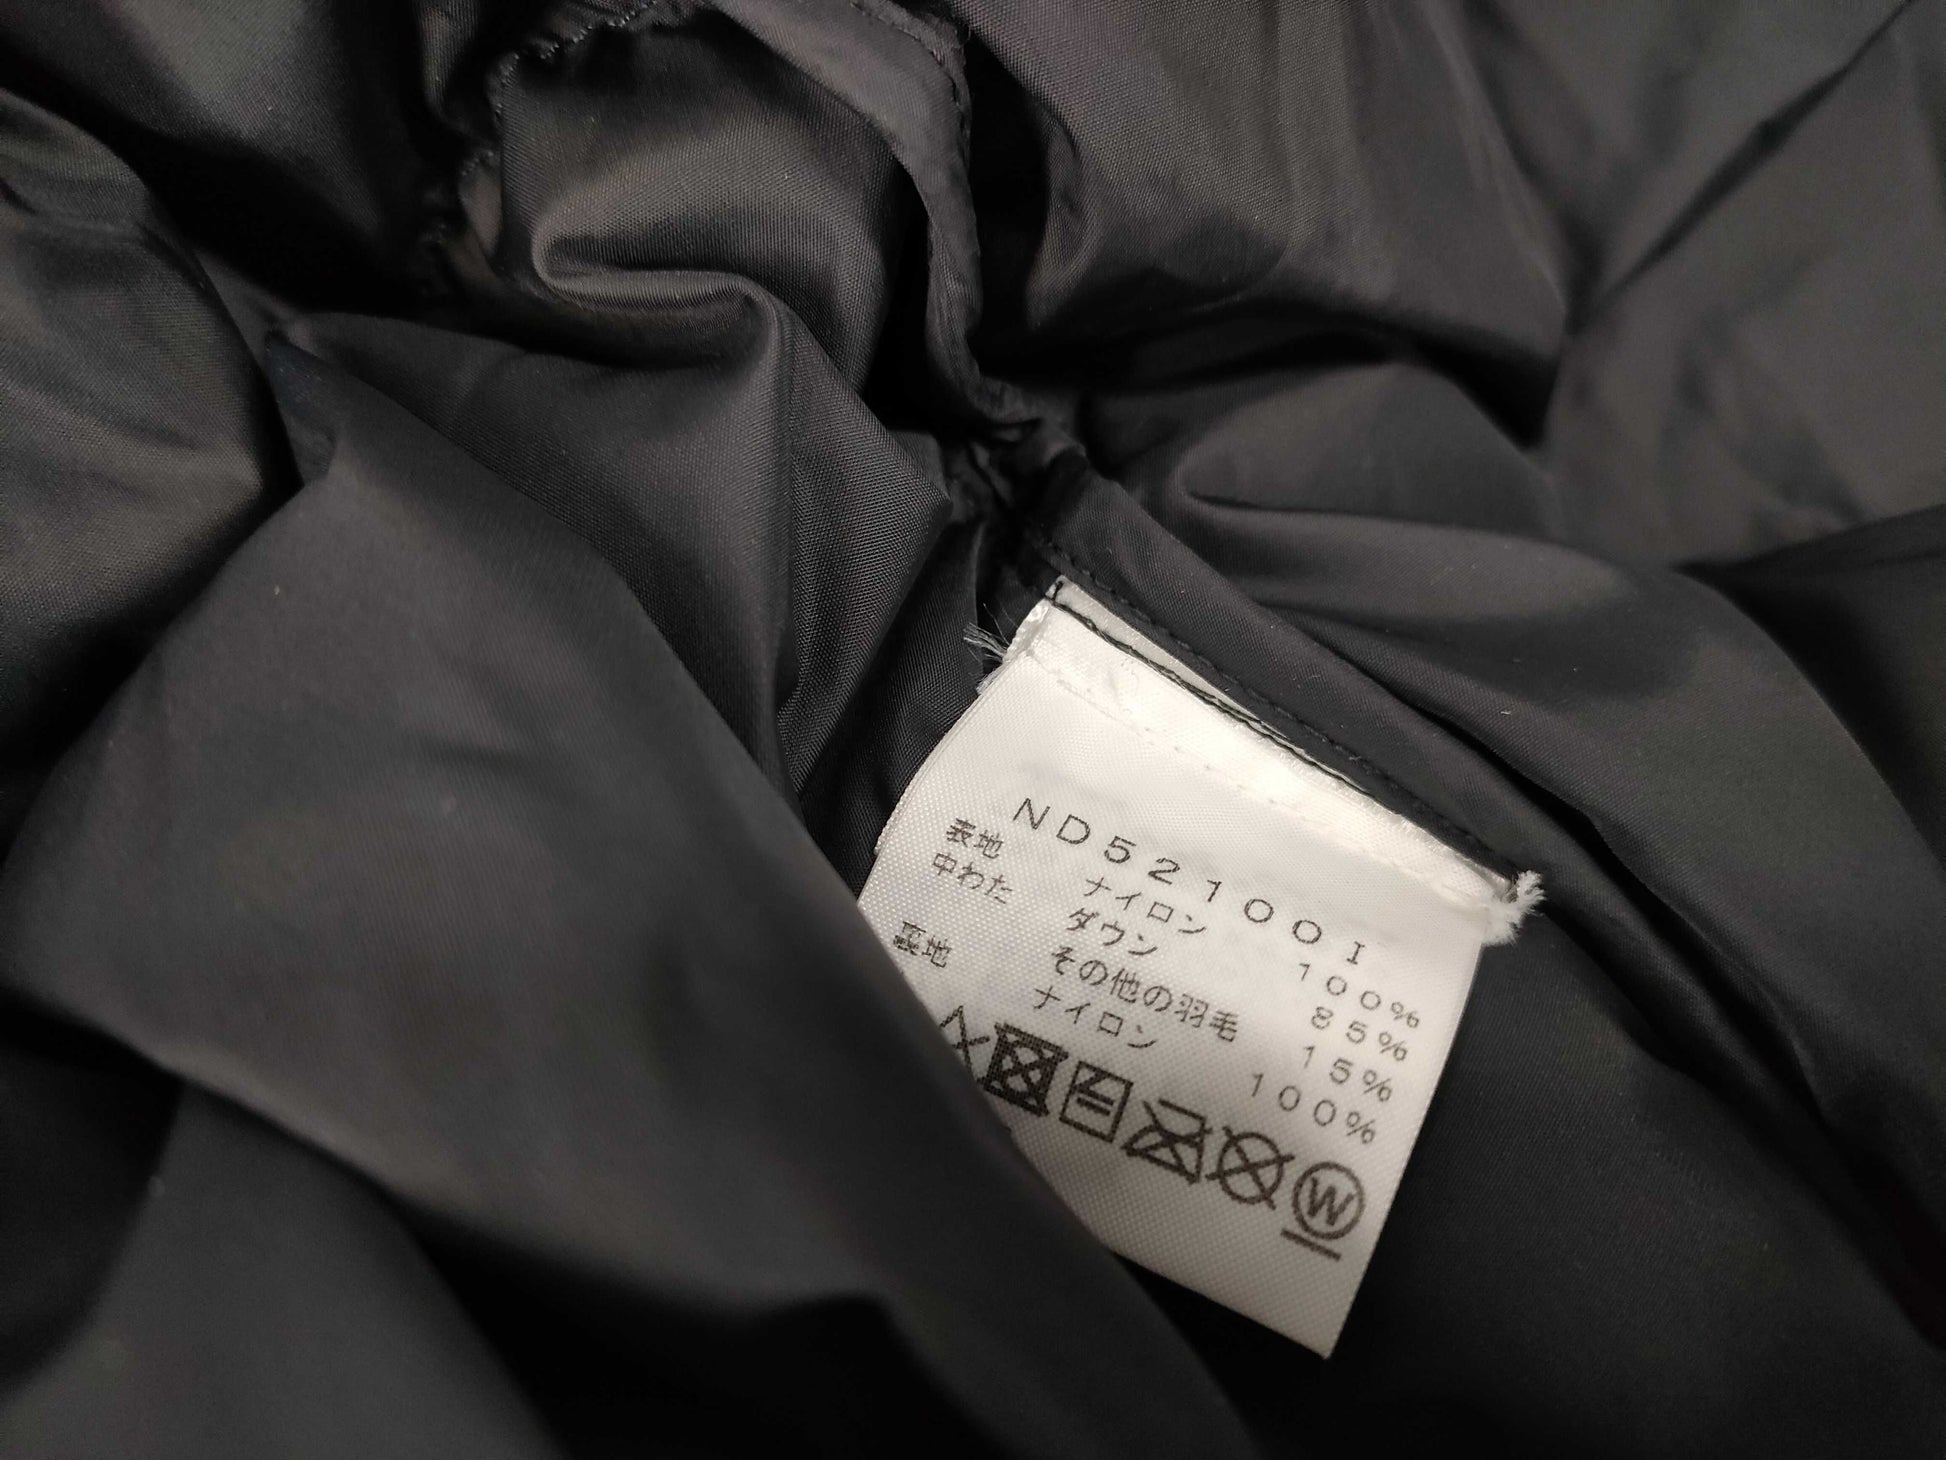 ND52100I
表地 ナイロン 100%
中わた ダウン 85%
その他の羽毛 15%
裏地 ナイロン 100%
W